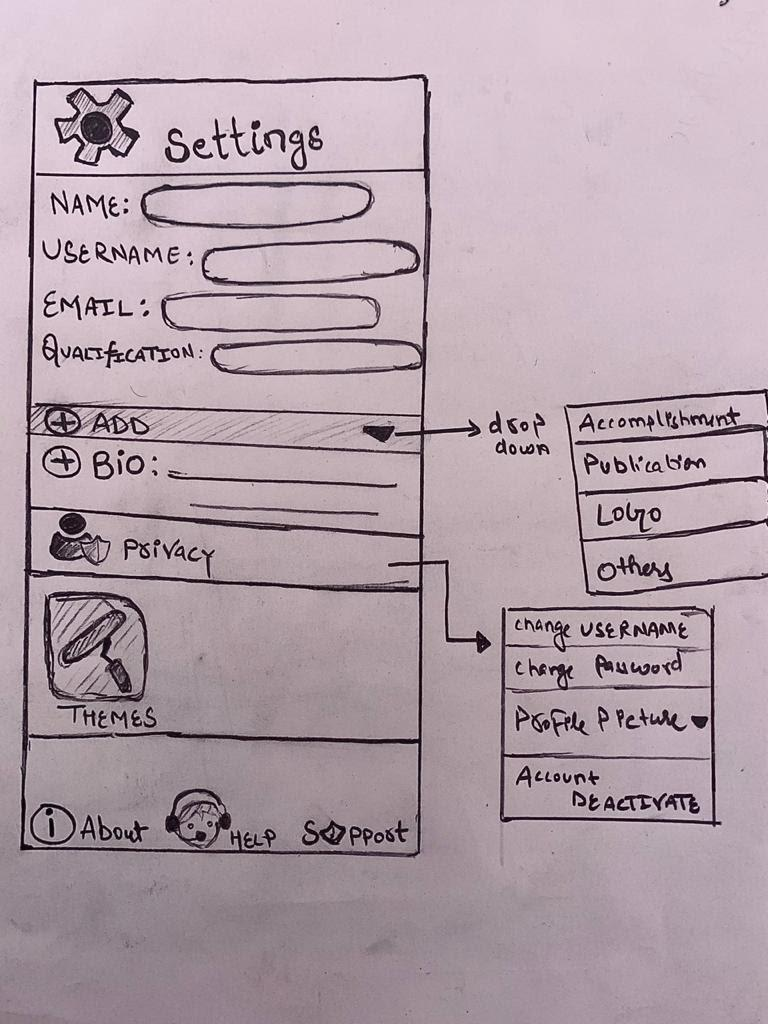 Settings
NAME:
USERNAME:
EMAIL:
QUALIFICATION:
ADD
drop
down
Accomplishment
Publication
LOGO
Others
BIO:
PRIVACY
change USERNAME
change Password
PROFILE PICTURE
Account
DEACTIVATE
THEMES
i About
HELP
Support